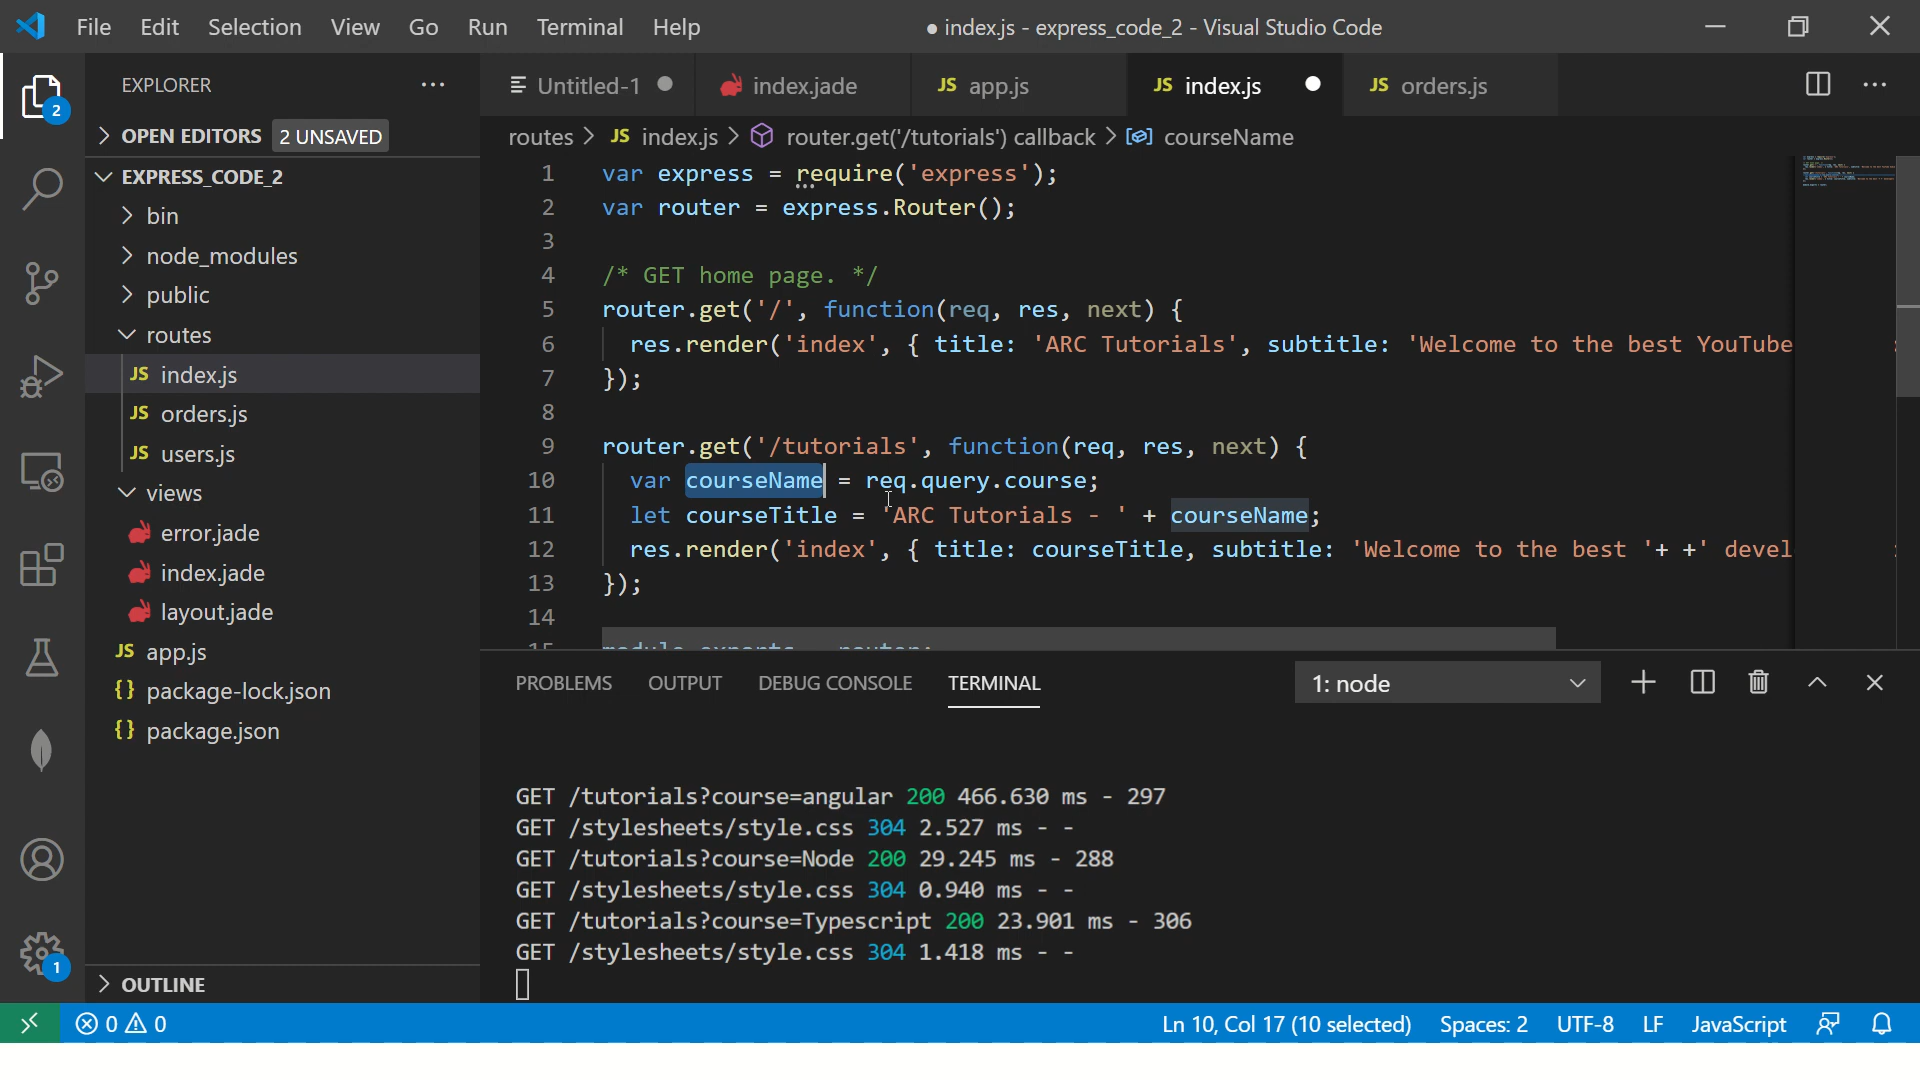 File Edit Selection View Go Run Terminal Help
● index.js - express_code_2 - Visual Studio Code
EXPLORER
Untitled-1
index.jade
JS app.js
JS index.js
JS orders.js
2
OPEN EDITORS 2 UNSAVED
routes > JS index.js > router.get('/tutorials') callback > courseName
EXPRESS_CODE_2
bin
node_modules
public
routes
JS index.js
JS orders.js
JS users.js
views
error.jade
index.jade
layout.jade
JS app.js
{} package-lock.json
{} package.json
OUTLINE
1 var express = require('express');
2 var router = express.Router();
3
4 /* GET home page. */
5 router.get('/', function(req, res, next) {
6 res.render('index', { title: 'ARC Tutorials', subtitle: 'Welcome to the best YouTube
7 });
8
9 router.get('/tutorials', function(req, res, next) {
10 var courseName = req.query.course;
11 let courseTitle = 'ARC Tutorials - ' + courseName;
12 res.render('index', { title: courseTitle, subtitle: 'Welcome to the best '+ +' devel
13 });
14
15 module.exports = router;
PROBLEMS OUTPUT DEBUG CONSOLE TERMINAL
1: node
GET /tutorials?course=angular 200 466.630 ms - 297
GET /stylesheets/style.css 304 2.527 ms - -
GET /tutorials?course=Node 200 29.245 ms - 288
GET /stylesheets/style.css 304 0.940 ms - -
GET /tutorials?course=Typescript 200 23.901 ms - 306
GET /stylesheets/style.css 304 1.418 ms - -
1
0 0
Ln 10, Col 17 (10 selected) Spaces: 2 UTF-8 LF JavaScript